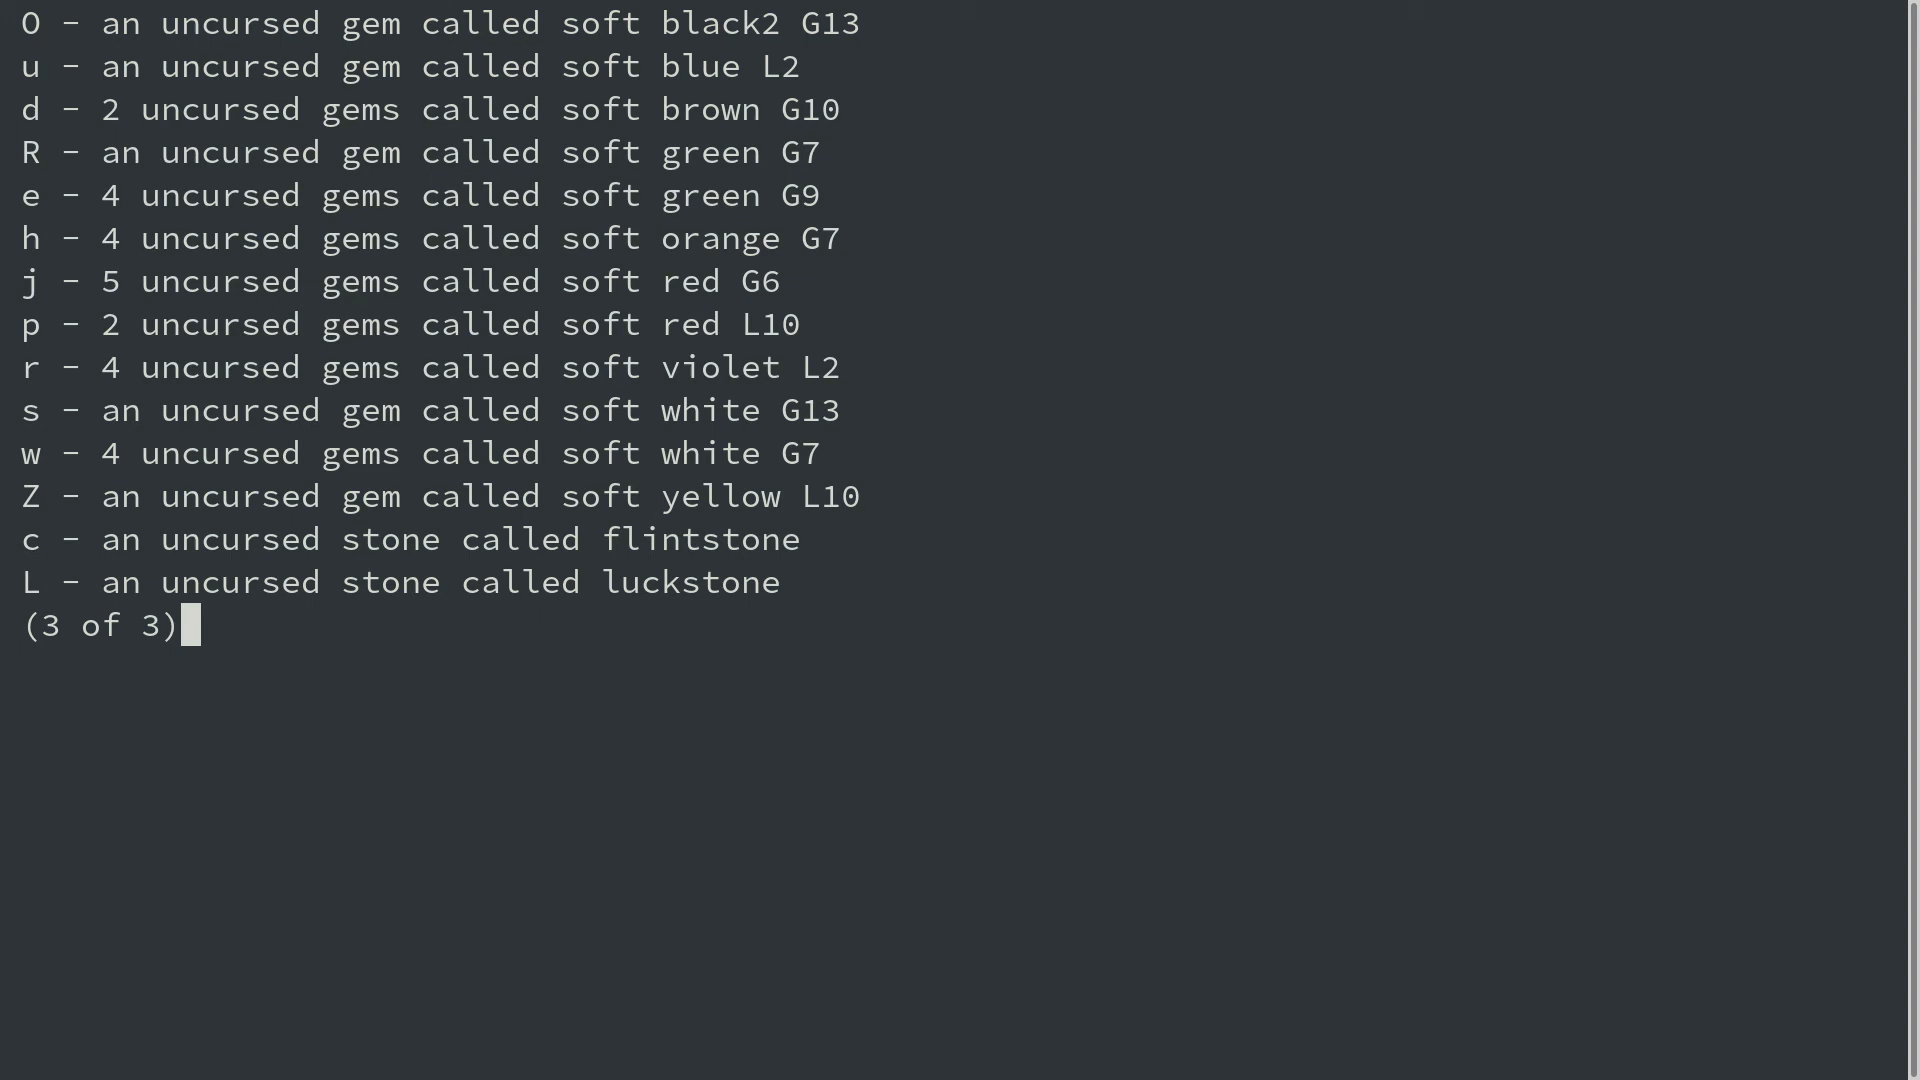 O - an uncursed gem called soft black2 G13
u - an uncursed gem called soft blue L2
d - 2 uncursed gems called soft brown G10
R - an uncursed gem called soft green G7
e - 4 uncursed gems called soft green G9
h - 4 uncursed gems called soft orange G7
j - 5 uncursed gems called soft red G6
p - 2 uncursed gems called soft red L10
r - 4 uncursed gems called soft violet L2
s - an uncursed gem called soft white G13
w - 4 uncursed gems called soft white G7
Z - an uncursed gem called soft yellow L10
c - an uncursed stone called flintstone
L - an uncursed stone called luckstone
(3 of 3)